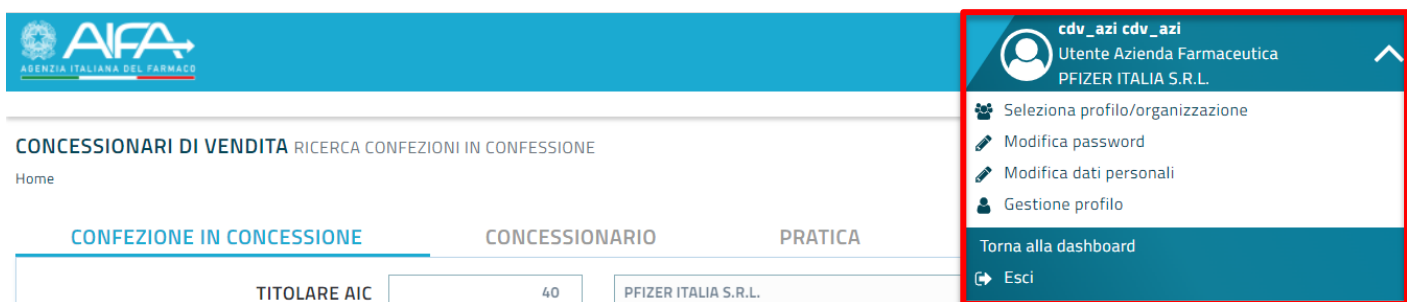 AIFA
AGENZIA ITALIANA DEL FARMACO
cdv_azi cdv_azi
Utente Azienda Farmaceutica
PFIZER ITALIA S.R.L.
Seleziona profilo/organizzazione
Modifica password
Modifica dati personali
Gestione profilo
Torna alla dashboard
Esci
CONCESSIONARI DI VENDITA RICERCA CONFEZIONI IN CONFESSIONE
Home
CONFEZIONE IN CONCESSIONE CONCESSIONARIO PRATICA
TITOLARE AIC 40 PFIZER ITALIA S.R.L.